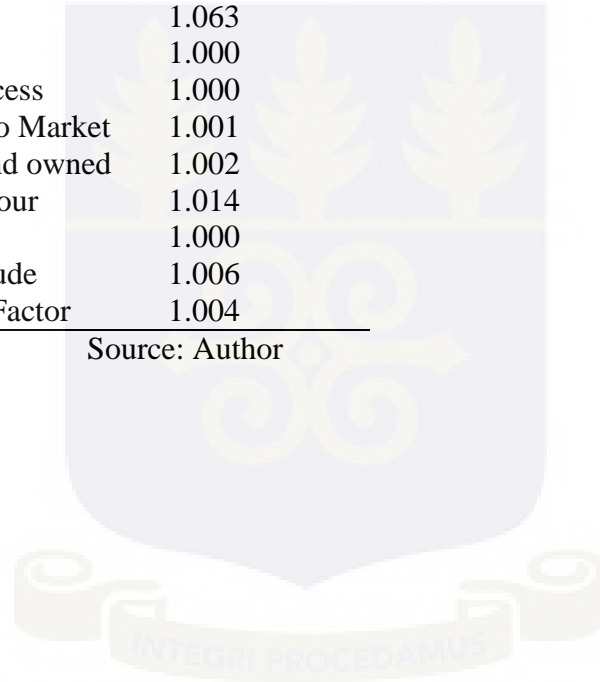 1.063
1.000
cess 1.000
o Market 1.001
nd owned 1.002
our 1.014
1.000
ude 1.006
Factor 1.004
Source: Author
INTEGRI PROCEDAMUS